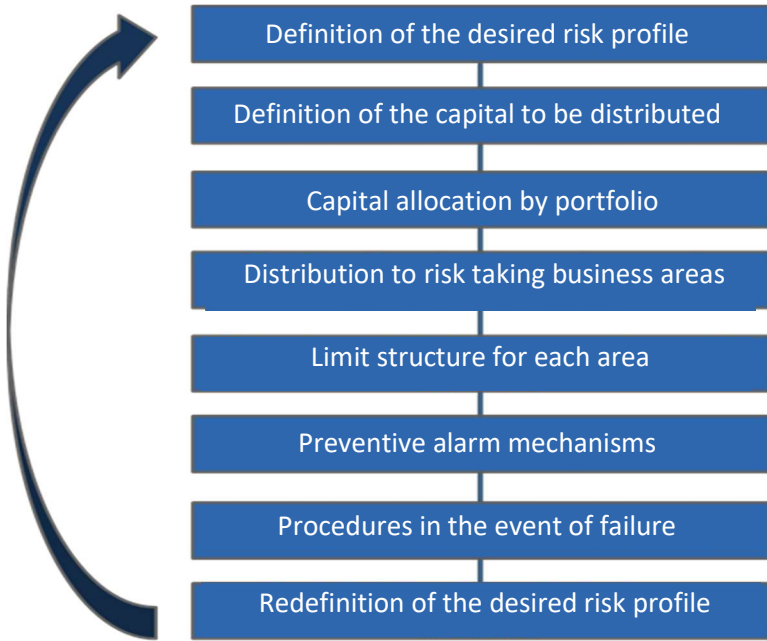 Definition of the desired risk profile
Definition of the capital to be distributed
Capital allocation by portfolio
Distribution to risk taking business areas
Limit structure for each area
Preventive alarm mechanisms
Procedures in the event of failure
Redefinition of the desired risk profile